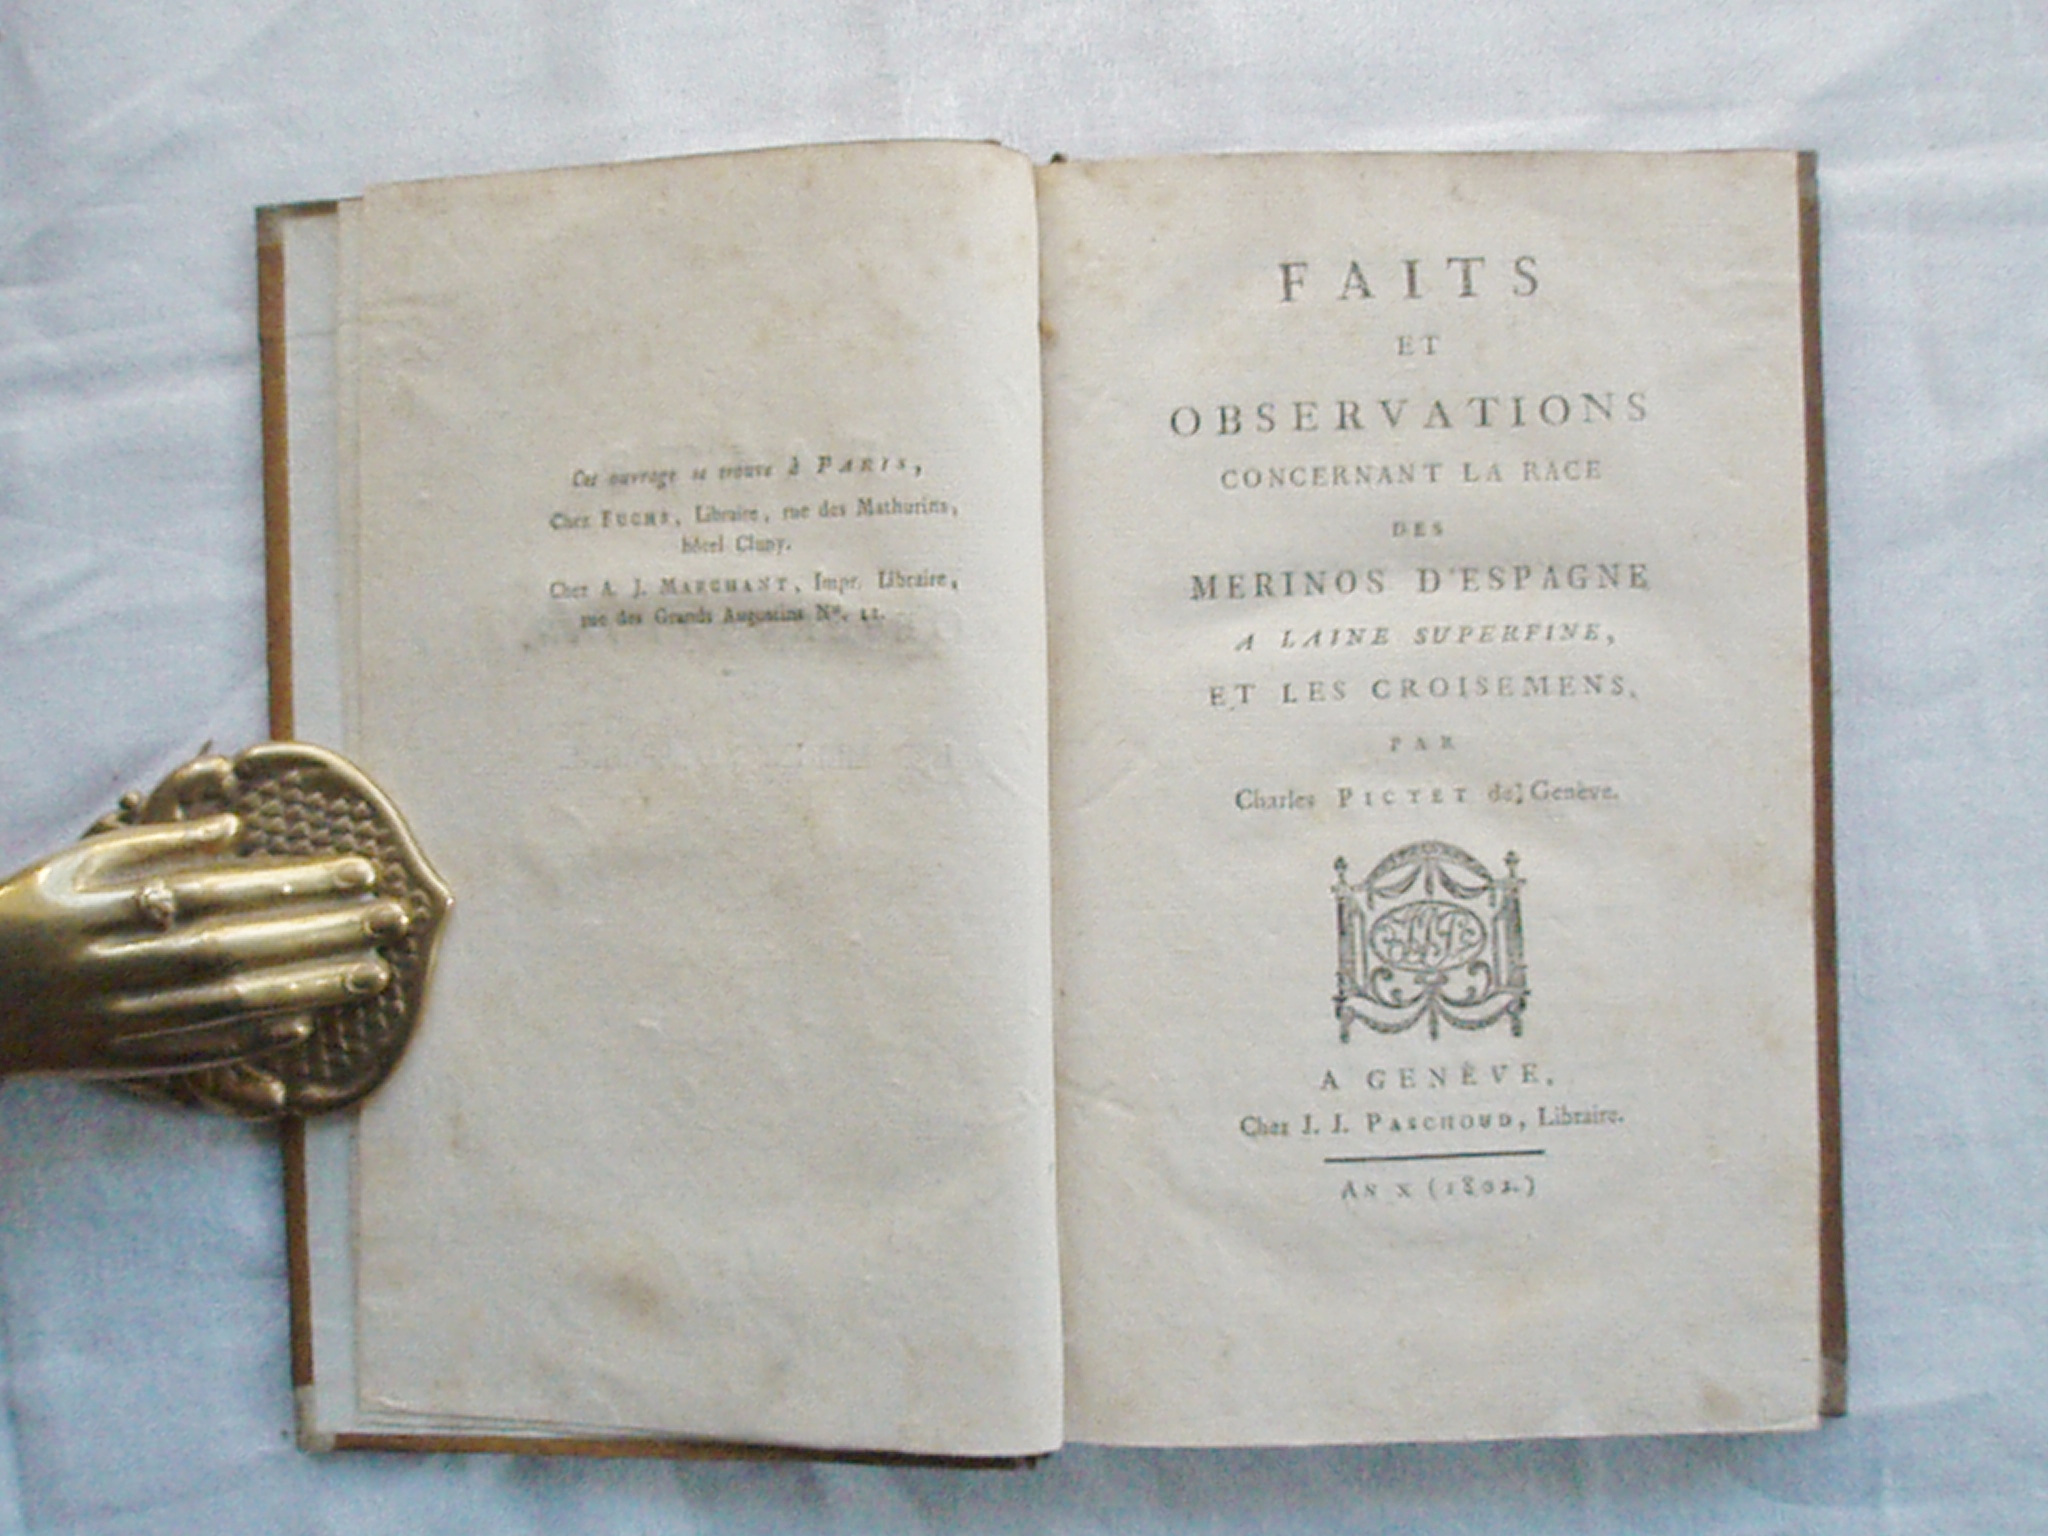 Cet ouvrage se trouve à PARIS,
Chez FUCHS, Libraire, rue des Mathurins,
hôtel Cluny.
Chez A. J. MARCHANT, Impr. Libraire,
rue des Grands Augustins N°. 12.
FAITS
ET
OBSERVATIONS
CONCERNANT LA RACE
DES
MERINOS D'ESPAGNE
A LAINE SUPERFINE,
ET LES CROISEMENS,
PAR
Charles PICTET de Genève.
JJP
A GENÈVE,
Chez J. J. PASCHOUD, Libraire.
AN X (1802.)